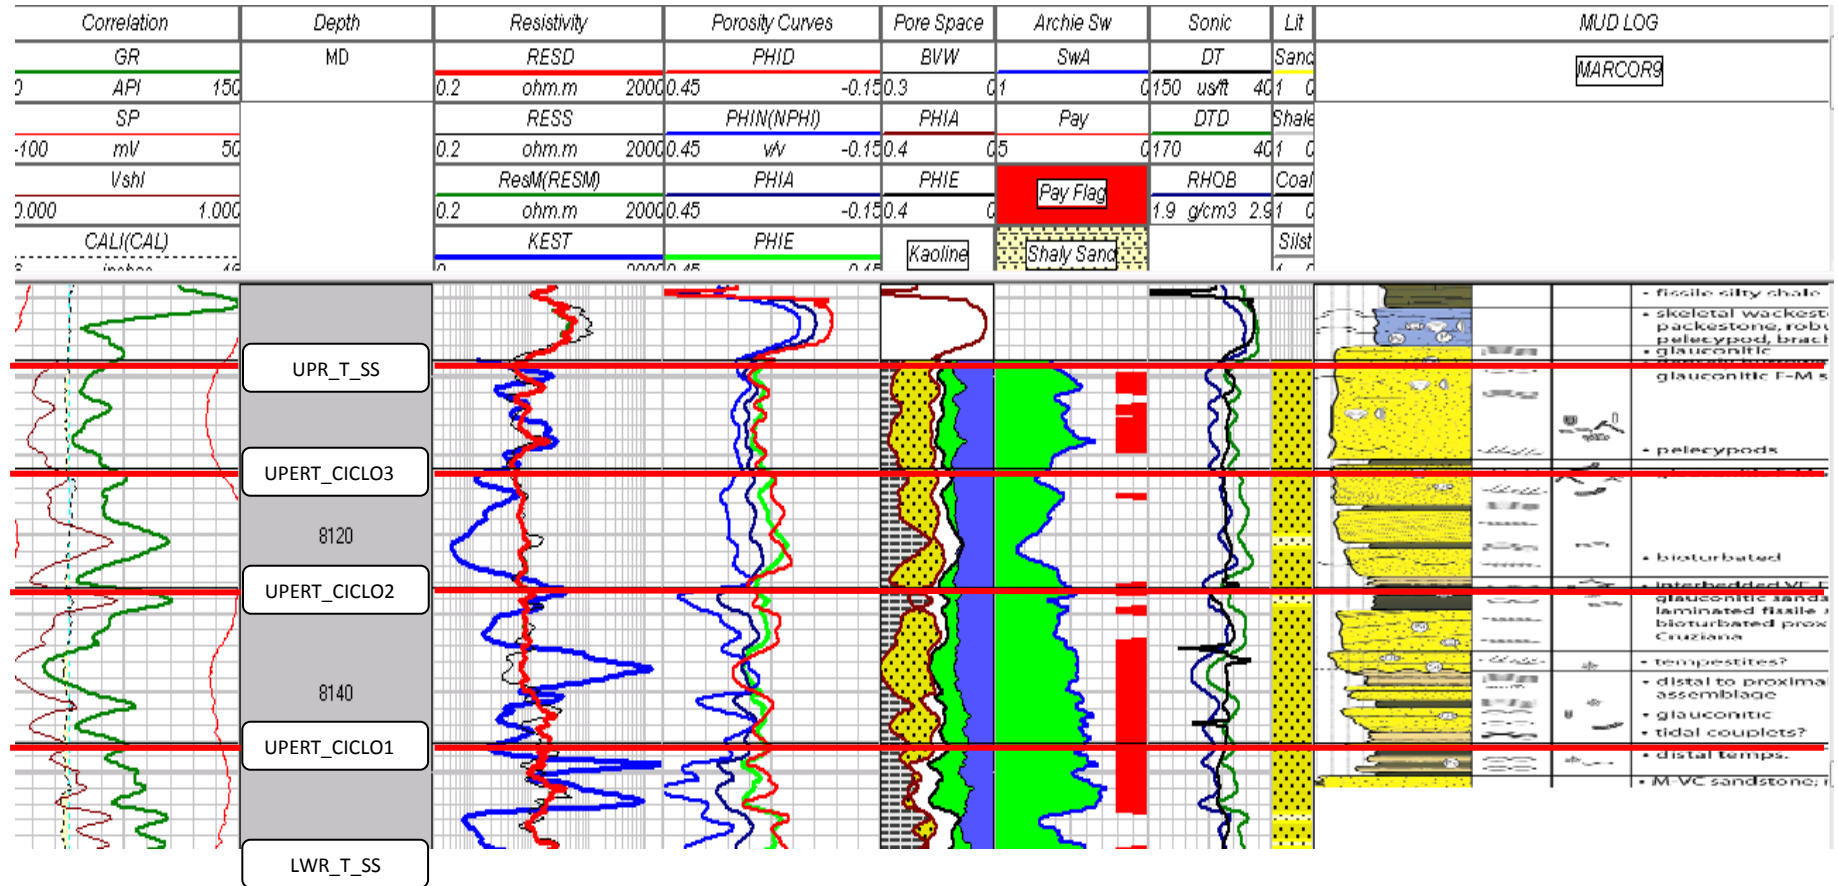 Correlation Depth Resistivity Porosity Curves Pore Space Archie Sw Sonic Lit MUD LOG
GR MD RESD PHID BVW SwA DT Sand
API 150 0.2 ohm.m 2000 0.45 -0.15 0.3 0 1 0 150 us/ft 40 1 0
MARCOR9
SP RESS PHIN(NPHI) PHIA Pay DTD Shale
-100 mV 50 0.2 ohm.m 2000 0.45 v/v -0.15 0.4 0 5 0 170 40 1 0
Vshl ResM(RESM) PHIA PHIE Pay Flag RHOB Coal
0.000 1.000 0.2 ohm.m 2000 0.45 -0.15 0.4 0 1.9 g/cm3 2.9 1 0
CALI(CAL) KEST PHIE Kaoline Shaly Sand Silst
• fissile silty shale
• skeletal
pelecypod,
• glauconitic
UPR_T_SS
glauconitic F-M s
• pelecypods
UPERT_CICLO3
8120
• bioturbated
UPERT_CICLO2
• interbedded
glauconitic
laminated fissile
bioturbated prox
Cruziana
• tempestites?
8140
• distal to proxima
assemblage
• glauconitic
• tidal couplets?
UPERT_CICLO1
• distal temps.
• M-VC sandstone;
LWR_T_SS